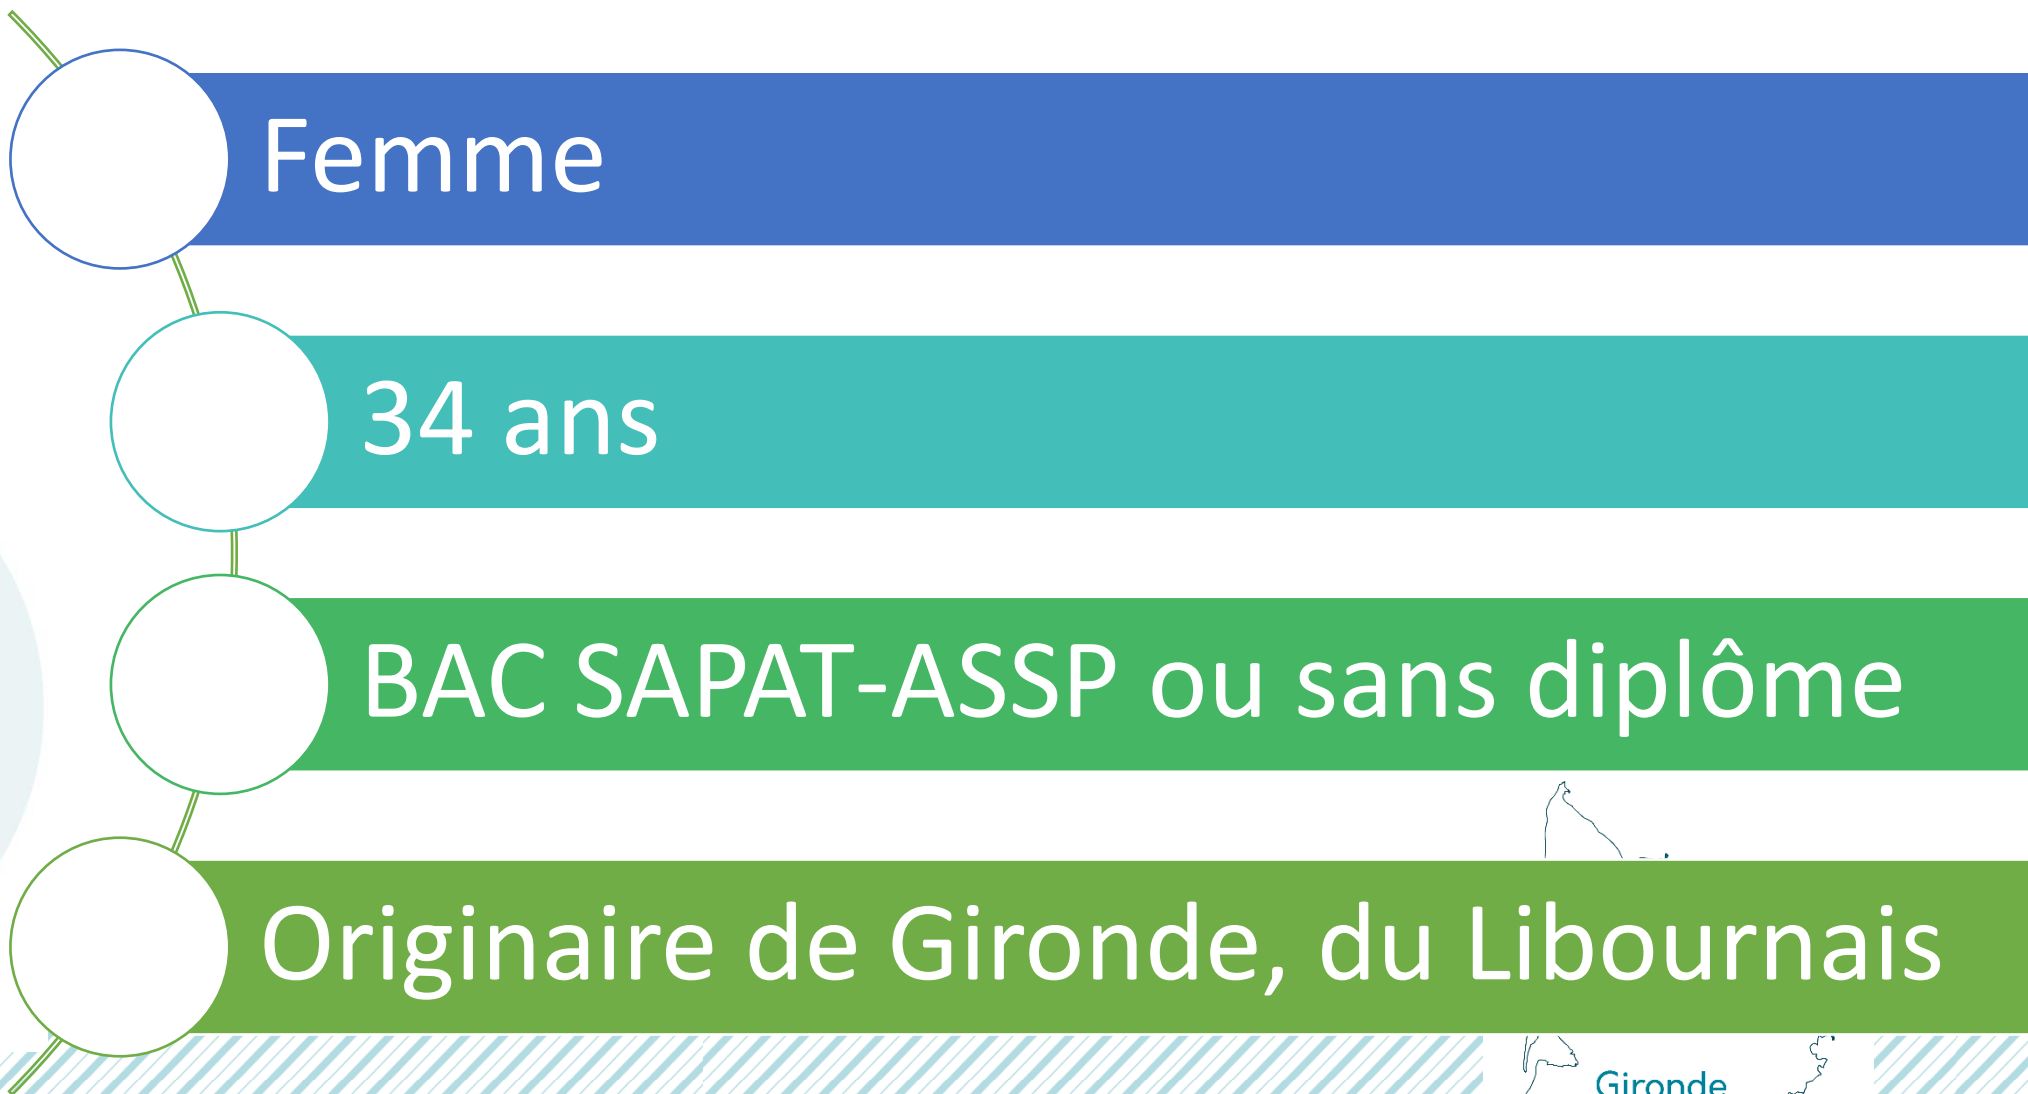 Femme
34 ans
BAC SAPAT-ASSP ou sans diplôme
Originaire de Gironde, du Libournais
Gironde